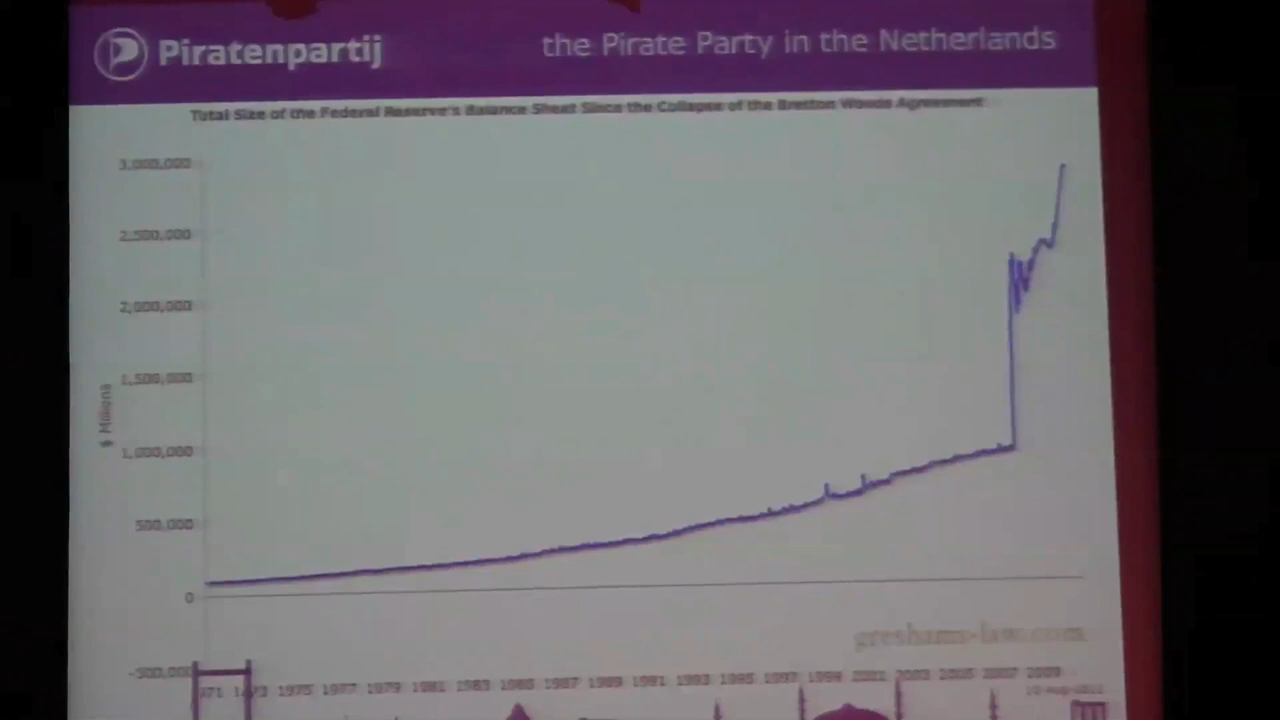 Piratenpartij
the Pirate Party in the Netherlands
Total Size of the Federal Reserve's Balance Sheet Since the Collapse of the Bretton Woods Agreement
3,000,000
2,500,000
2,000,000
1,500,000
1,000,000
500,000
0
-500,000
$ Millions
greshams-law.com
1975 1977 1979 1981 1983 1985 1987 1989 1991 1993 1995 1997 1999 2001 2003 2005 2007 2009